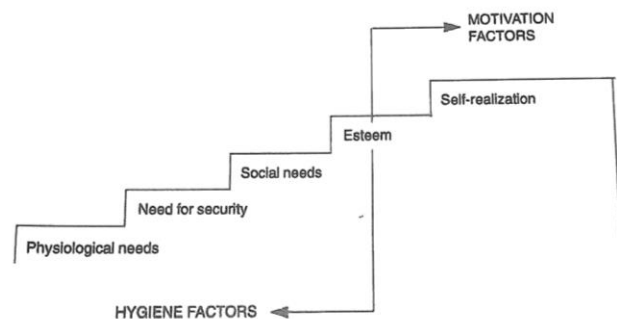 MOTIVATION
FACTORS
Self-realization
Esteem
Social needs
Need for security
Physiological needs
HYGIENE FACTORS